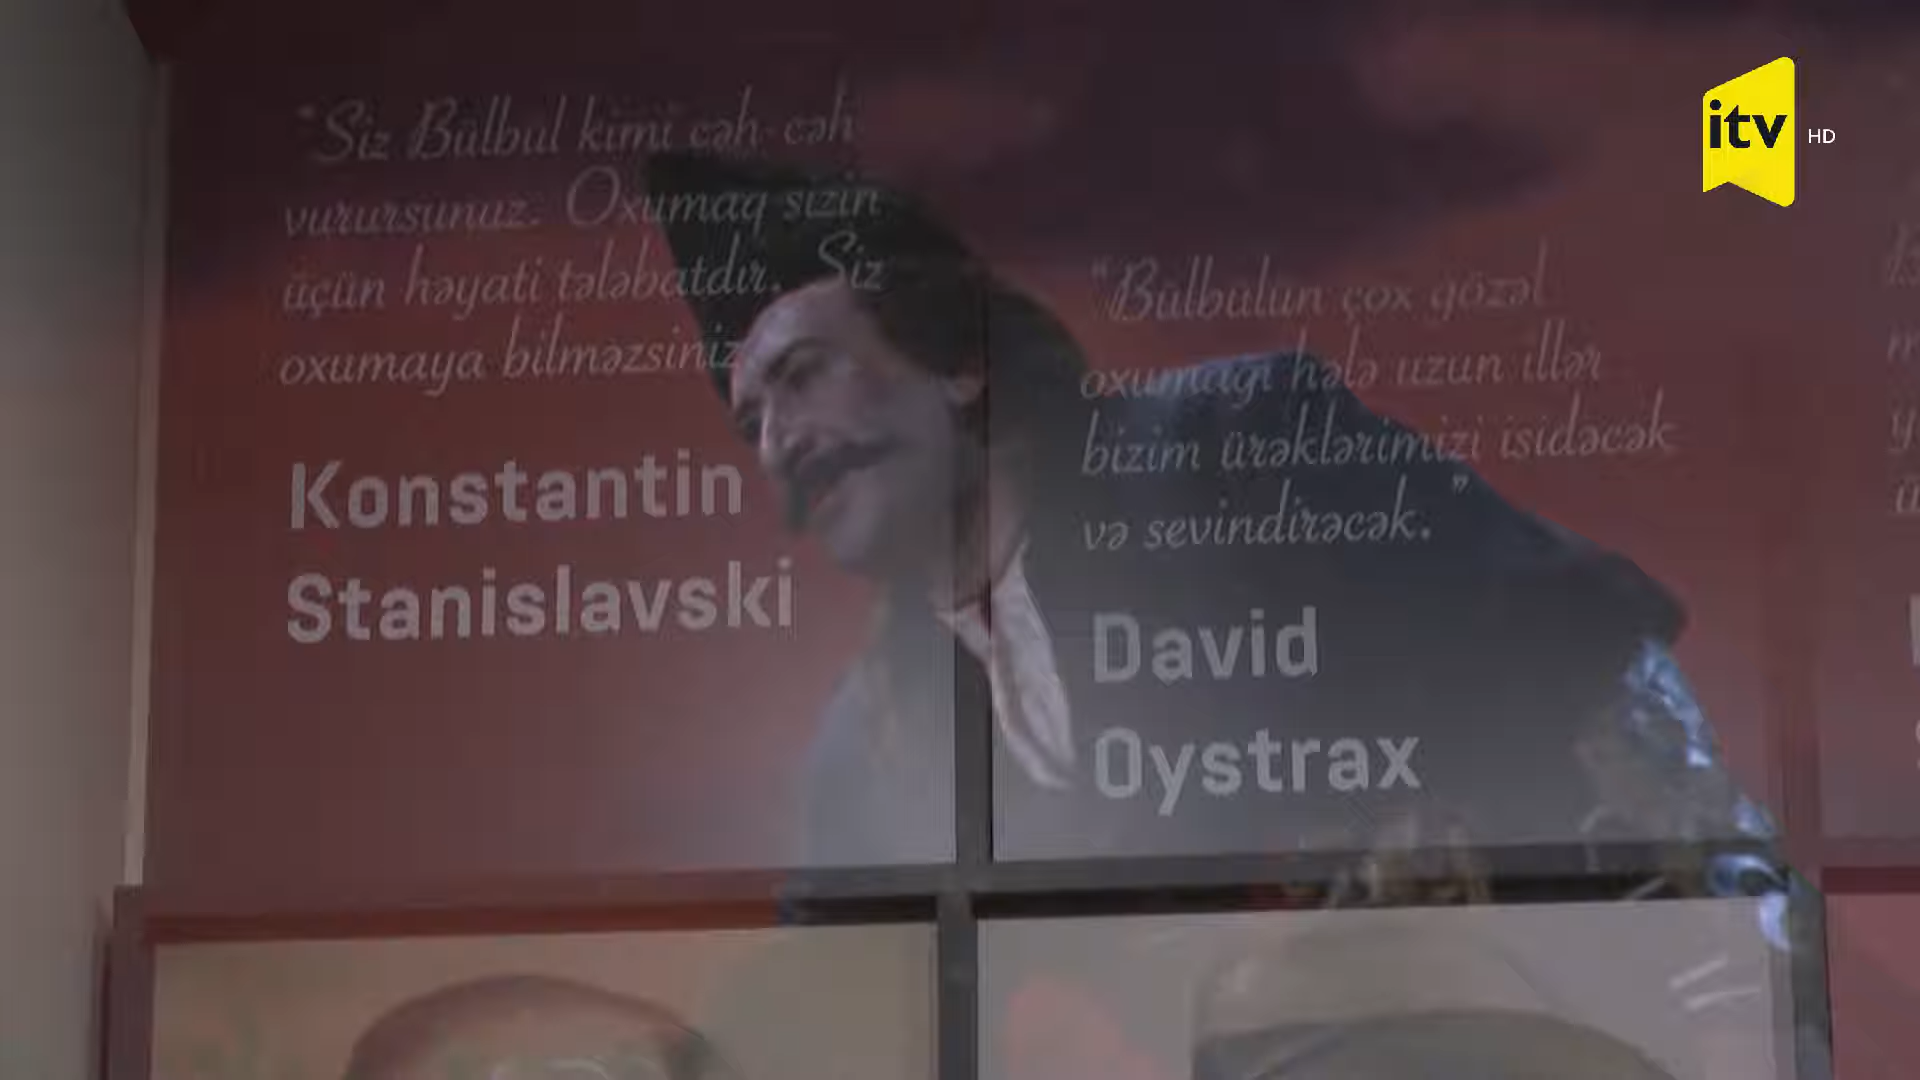 itv HD
"Siz Bülbül kimi cəh-cəh
vurursunuz. Oxumaq sizin
üçün həyati tələbatdır. Siz
oxumaya bilməzsiniz
Konstantin
Stanislavski
"Bülbülün çox gözəl
oxumağı hələ uzun illər
bizim ürəklərimizi isidəcək
və sevindirəcək."
David
Oystrax